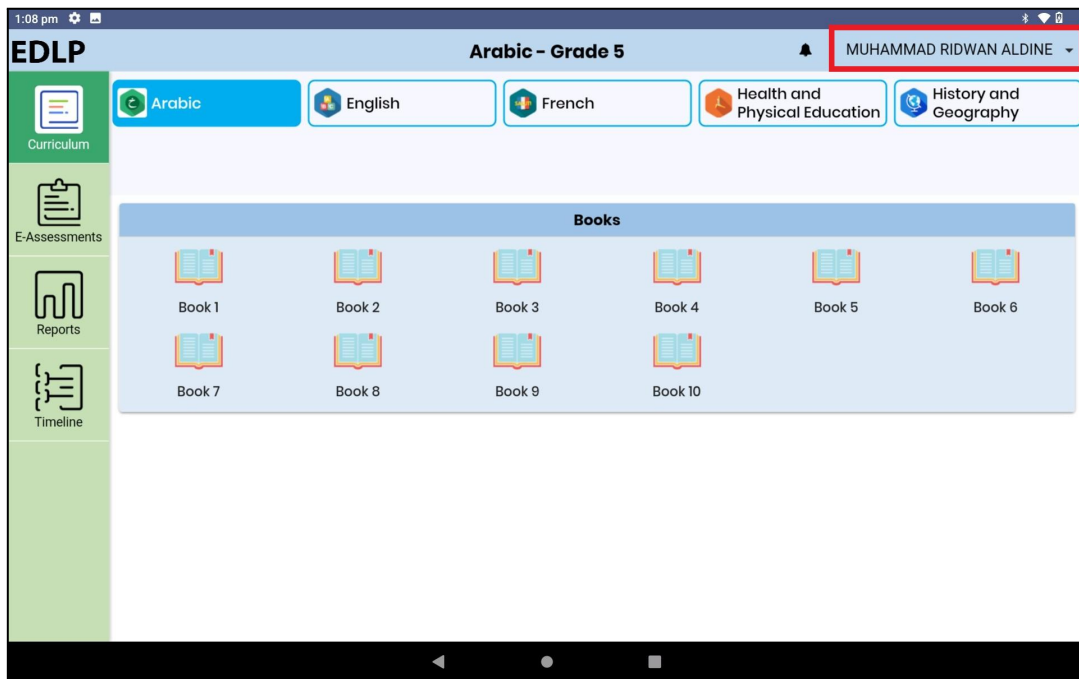 1:08 pm
EDLP
Arabic - Grade 5
MUHAMMAD RIDWAN ALDINE
Curriculum
E-Assessments
Reports
Timeline
Arabic
English
French
Health and
Physical Education
History and
Geography
Books
Book 1
Book 2
Book 3
Book 4
Book 5
Book 6
Book 7
Book 8
Book 9
Book 10